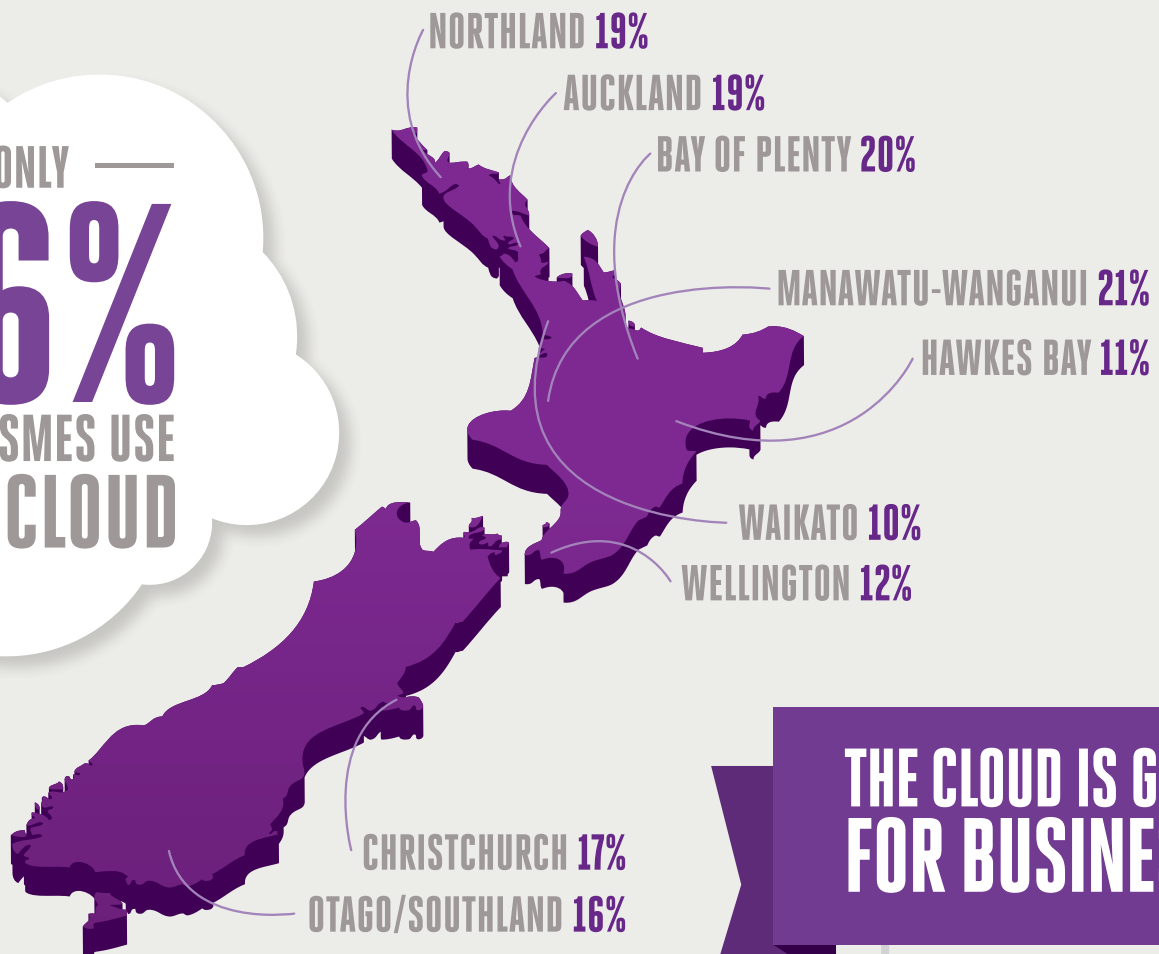 NORTHLAND 19%
AUCKLAND 19%
BAY OF PLENTY 20%
MANAWATU-WANGANUI 21%
HAWKES BAY 11%
WAIKATO 10%
WELLINGTON 12%
CHRISTCHURCH 17%
OTAGO/SOUTHLAND 16%
ONLY
6%
SMES USE
CLOUD
THE CLOUD IS G
FOR BUSINE